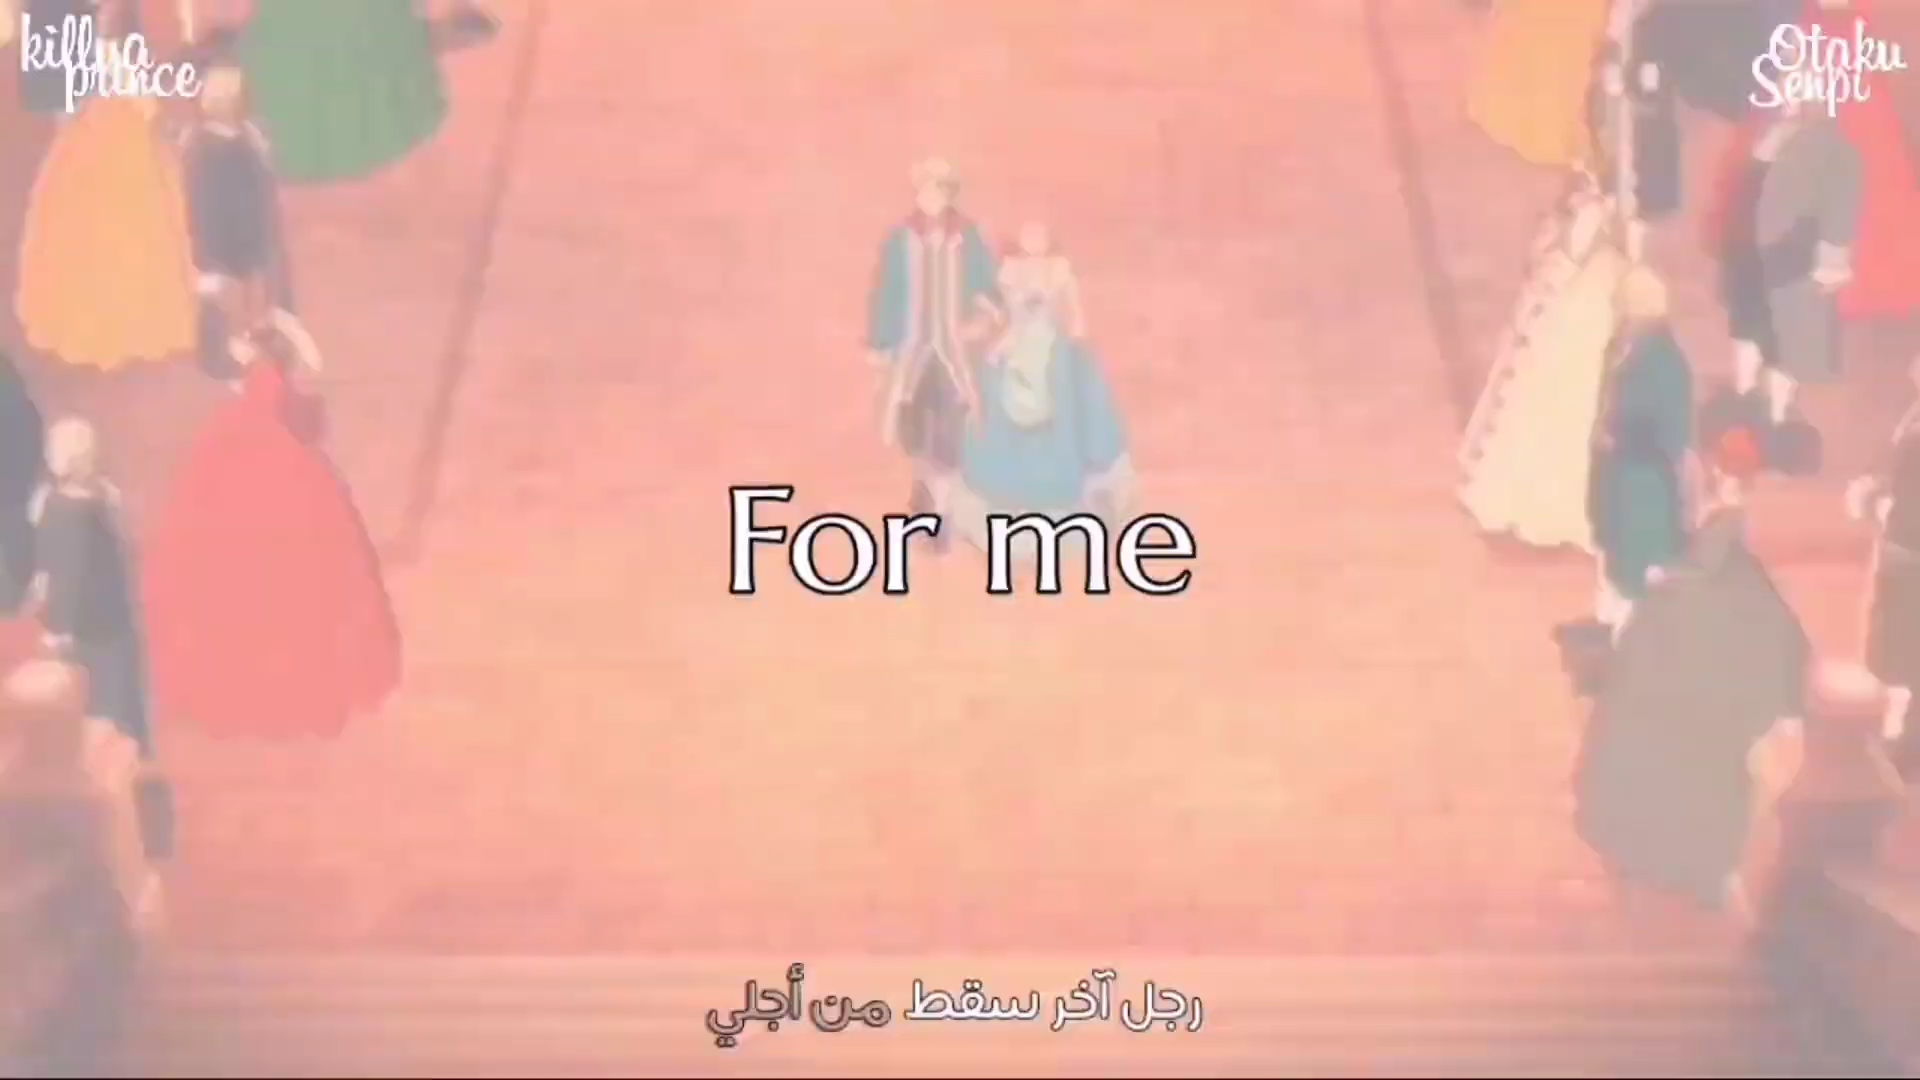 killua
prince
Otaku
Senpi
For me
رجل آخر سقط من أجلي